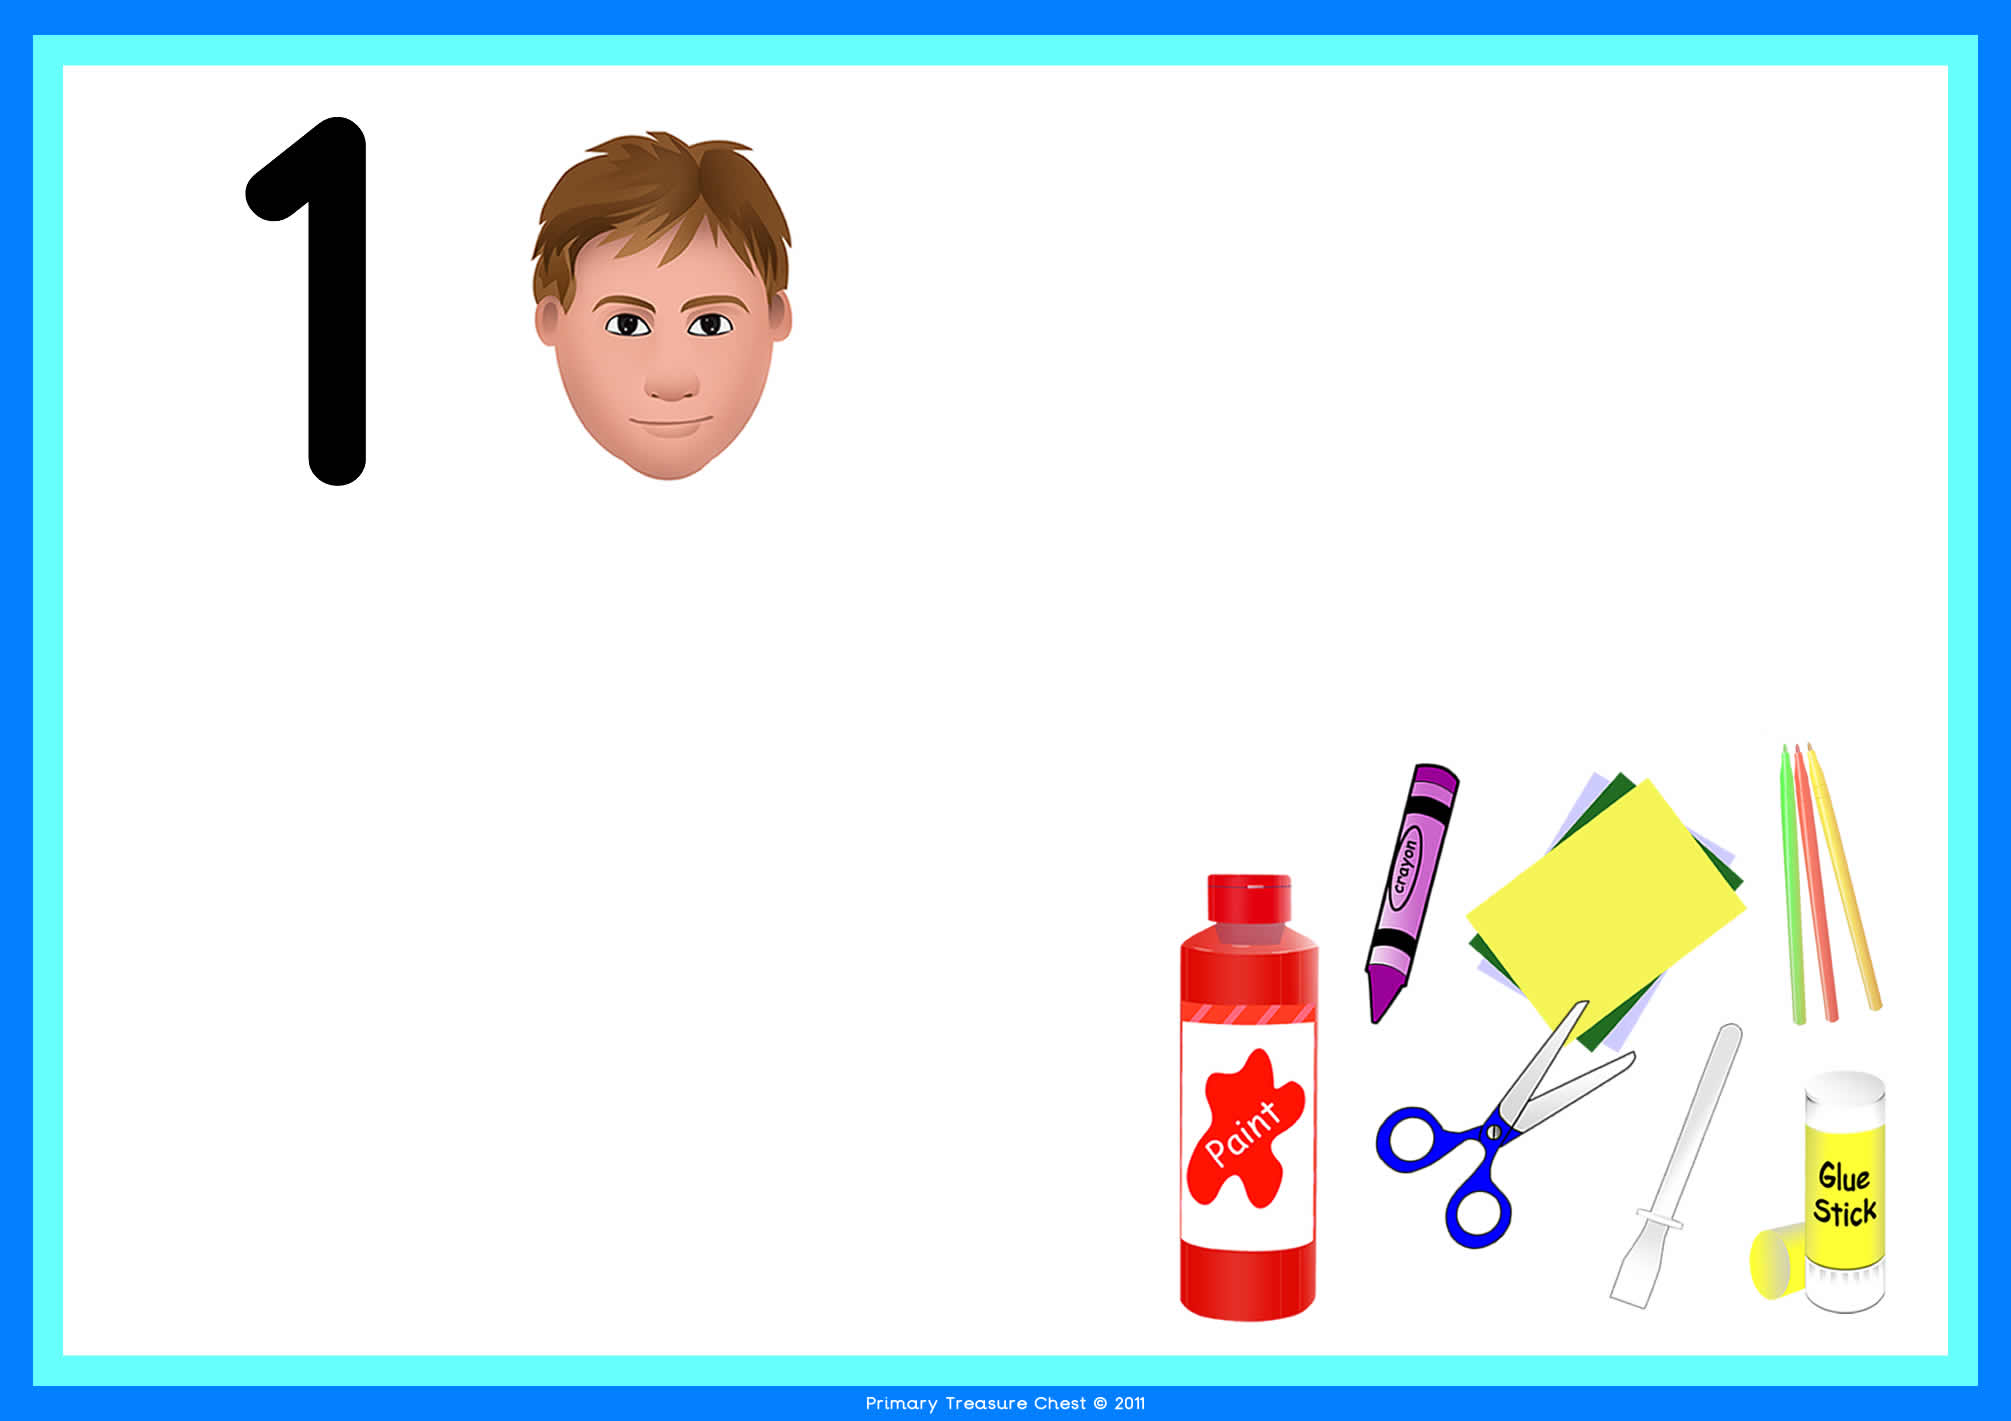 1
crayon
Paint
Glue
Stick
Primary Treasure Chest © 2011